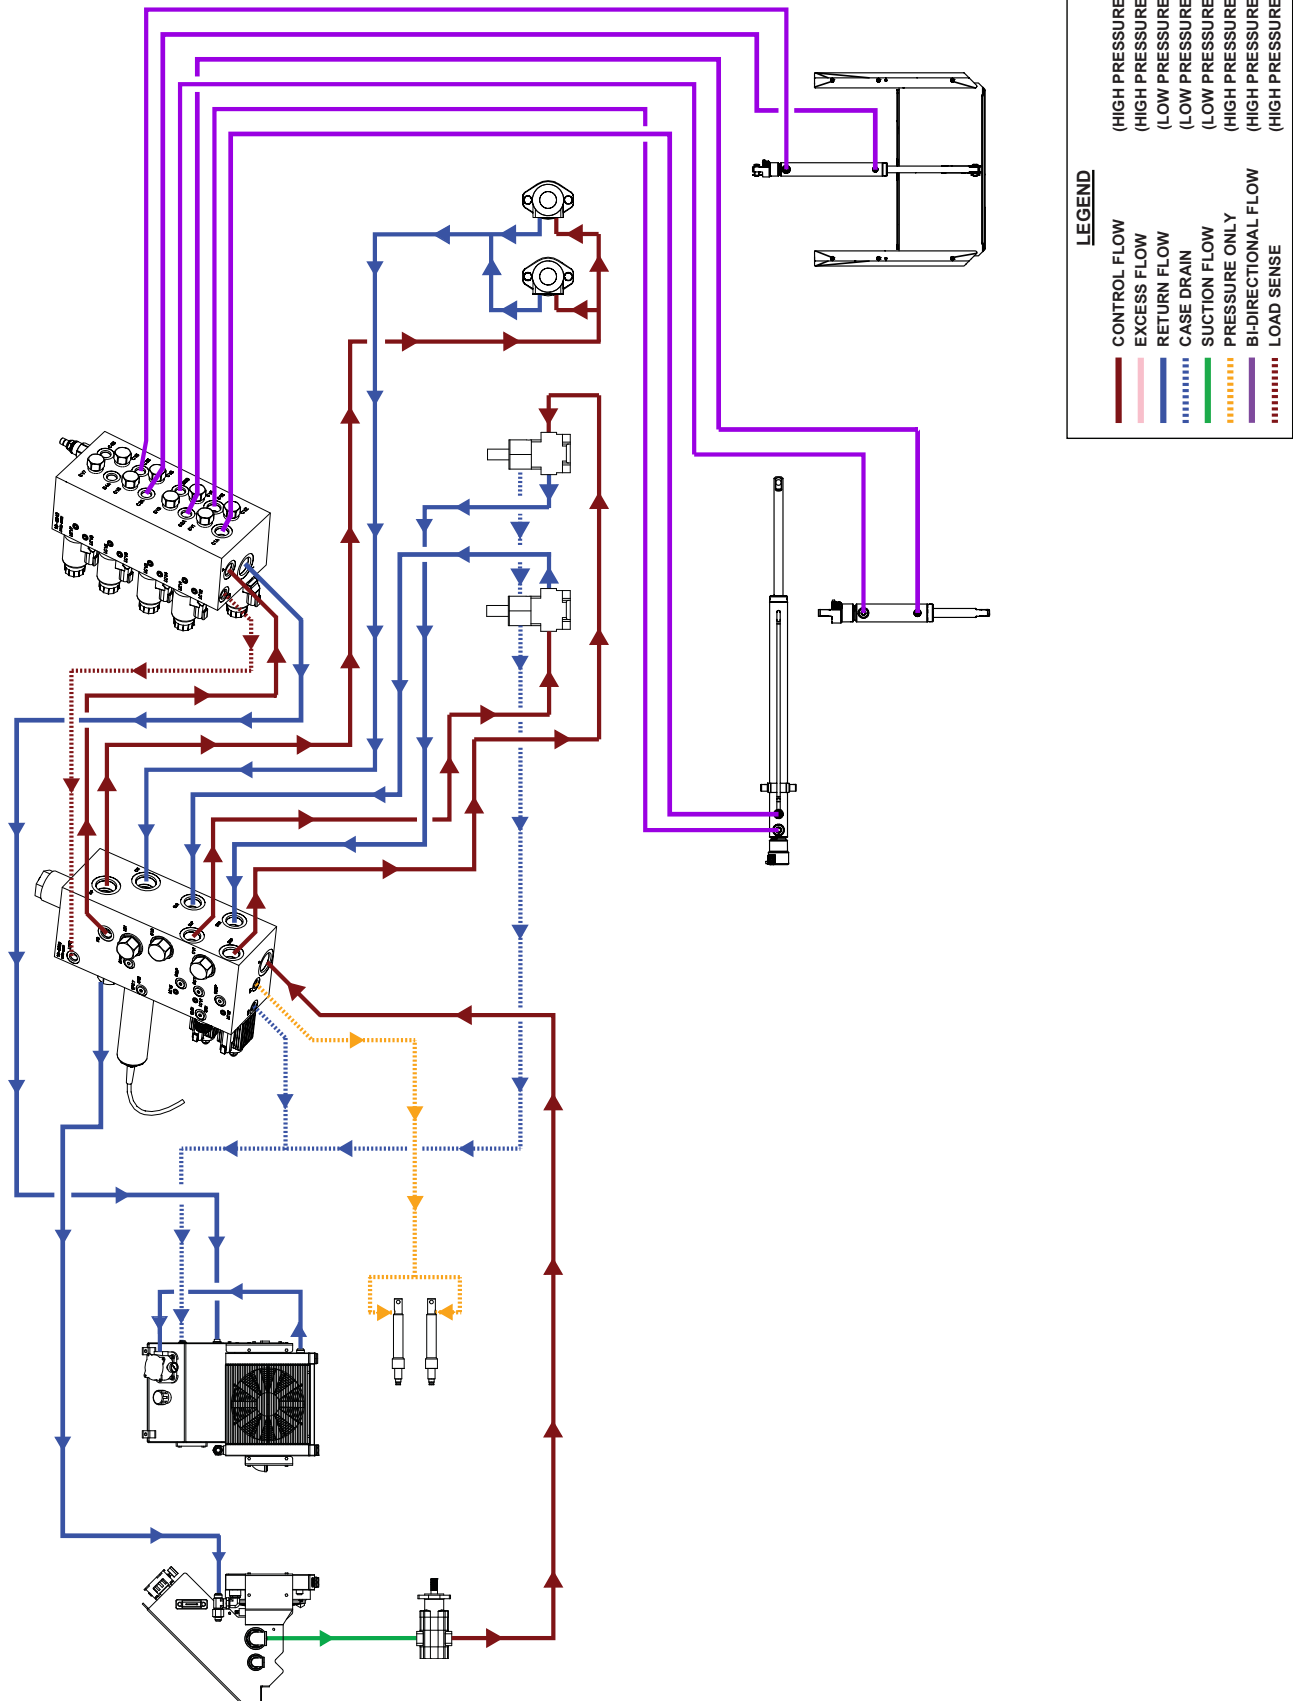 LEGEND
CONTROL FLOW (HIGH PRESSURE
EXCESS FLOW (HIGH PRESSURE
RETURN FLOW (LOW PRESSURE
CASE DRAIN (LOW PRESSURE
SUCTION FLOW (LOW PRESSURE
PRESSURE ONLY (HIGH PRESSURE
BI-DIRECTIONAL FLOW (HIGH PRESSURE
LOAD SENSE (HIGH PRESSURE